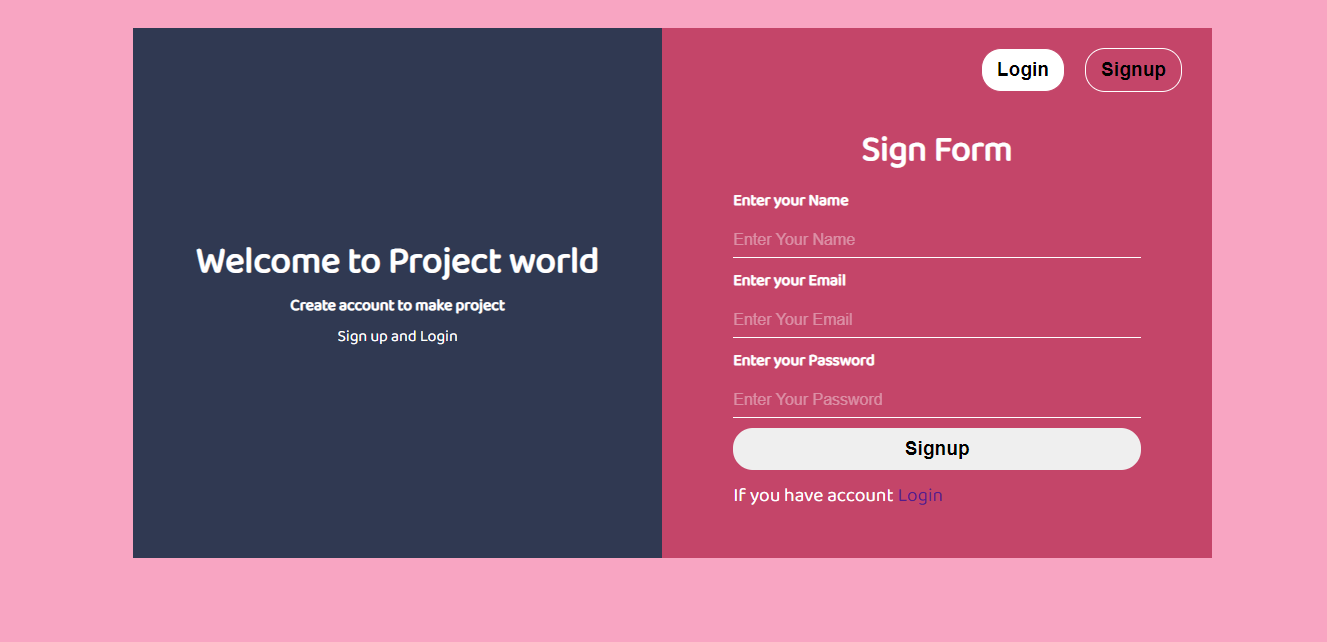 Welcome to Project world
Create account to make project
Sign up and Login
Login
Signup
Sign Form
Enter your Name
Enter Your Name
Enter your Email
Enter Your Email
Enter your Password
Enter Your Password
Signup
If you have account Login